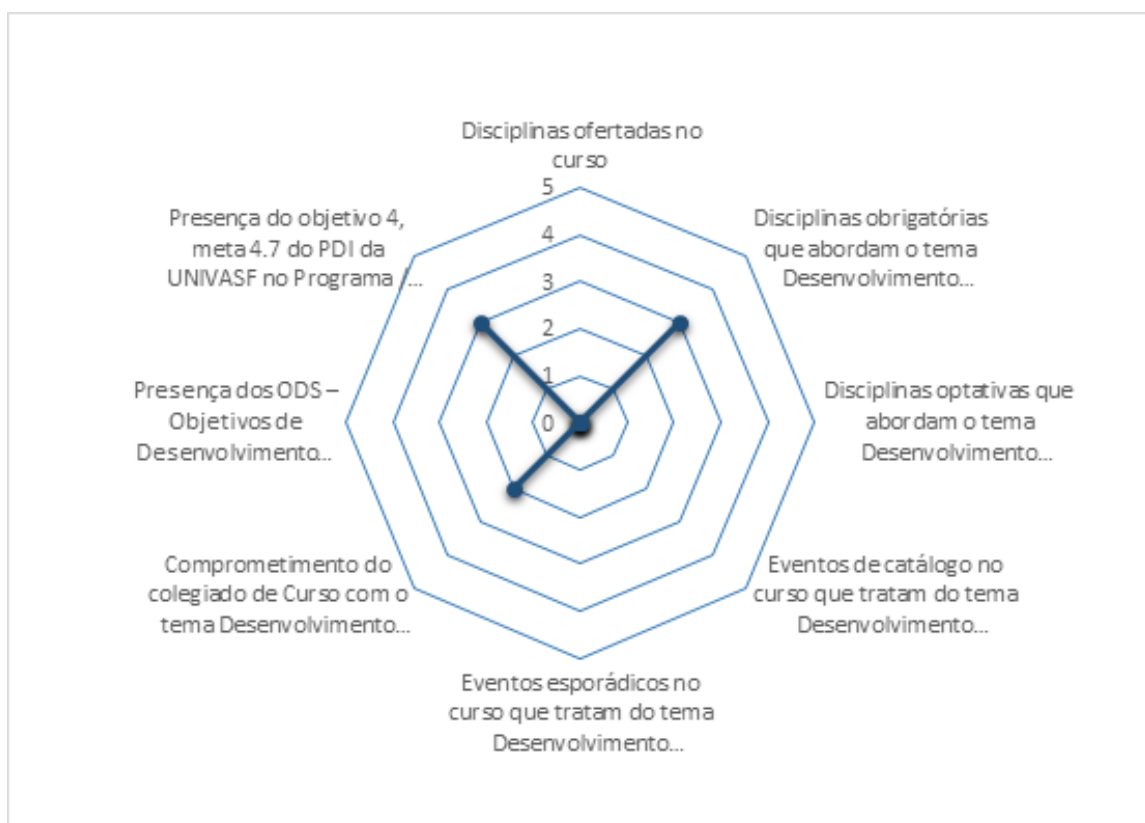 Disciplinas ofertadas no
curso
5
4
3
2
1
0
Disciplinas obrigatórias
que abordam o tema
Desenvolvimento...
Disciplinas optativas que
abordam o tema
Desenvolvimento...
Eventos de catálogo no
curso que tratam do tema
Desenvolvimento...
Eventos esporádicos no
curso que tratam do tema
Desenvolvimento...
Comprometimento do
colegiado de Curso com o
tema Desenvolvimento...
Presença dos ODS –
Objetivos de
Desenvolvimento...
Presença do objetivo 4,
meta 4.7 do PDI da
UNIVASF no Programa /...